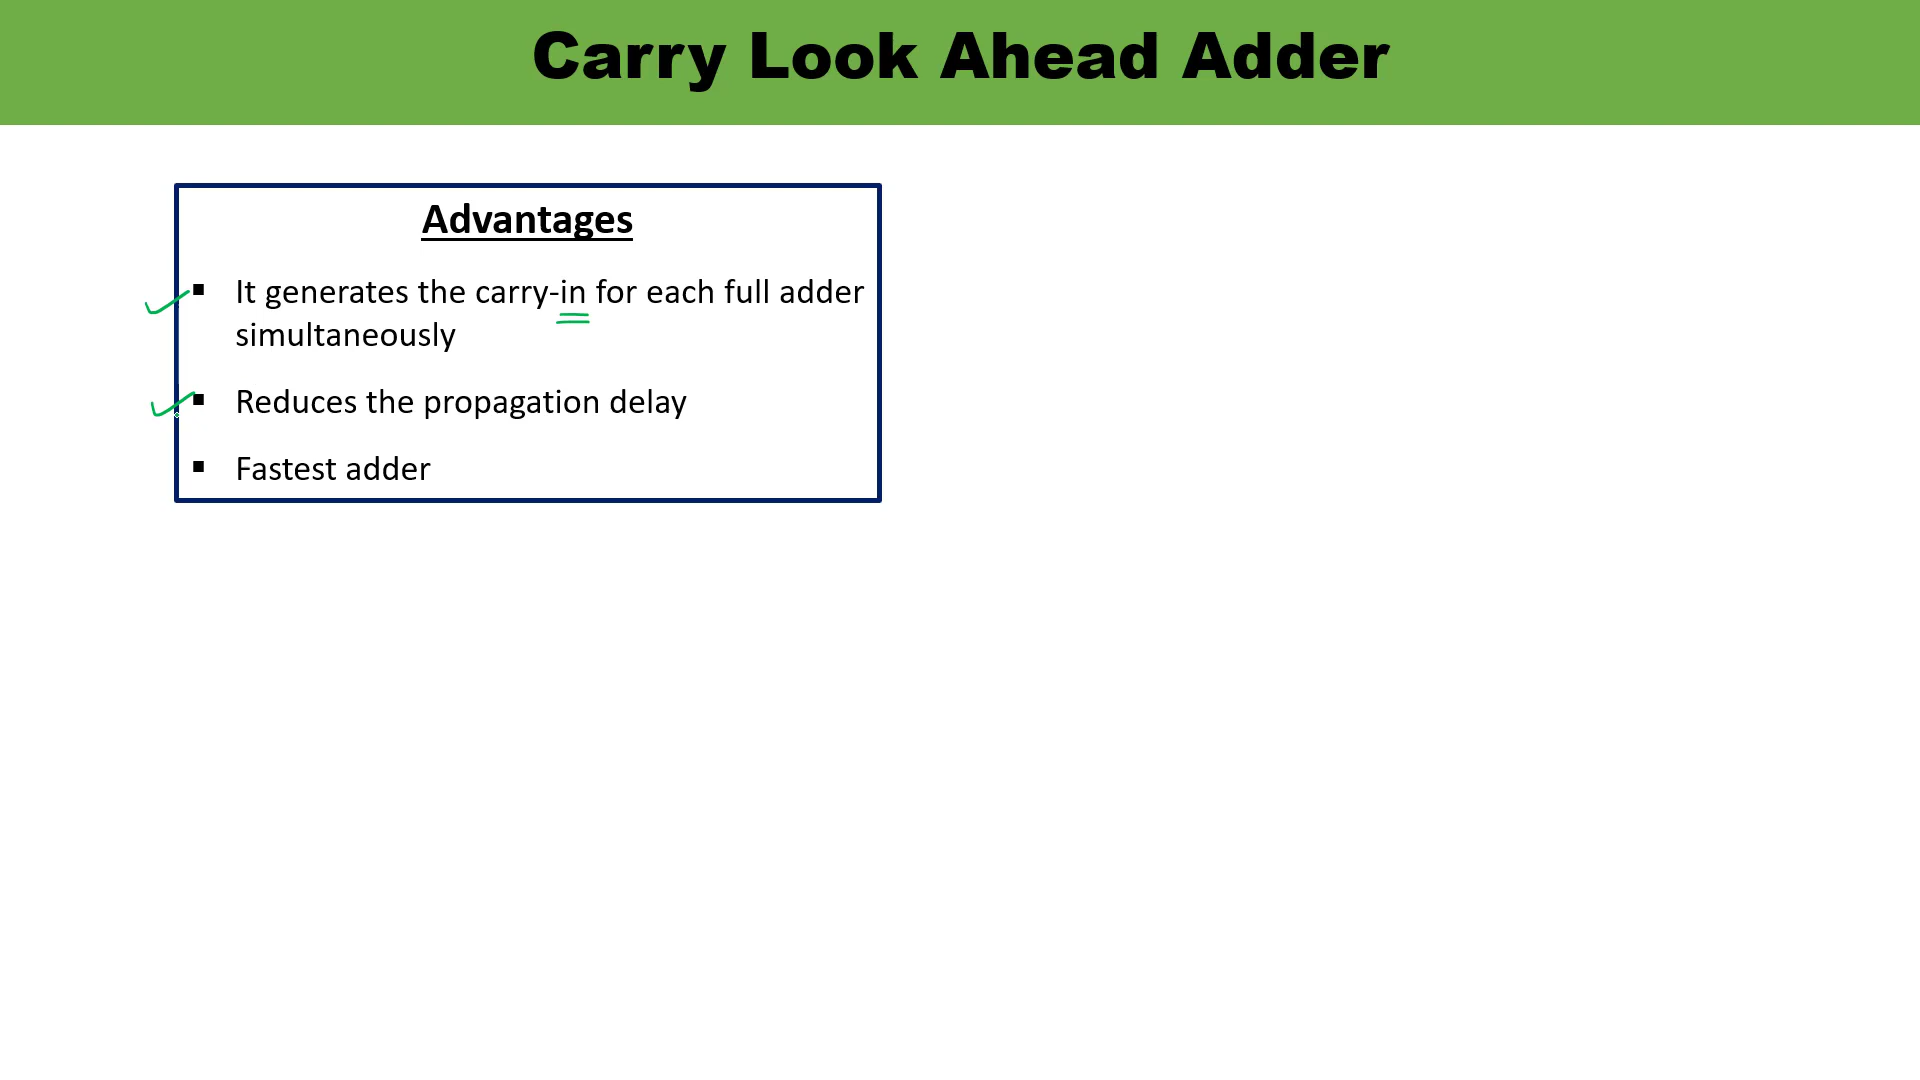 Carry Look Ahead Adder
Advantages
▪ It generates the carry-in for each full adder
simultaneously
▪ Reduces the propagation delay
▪ Fastest adder